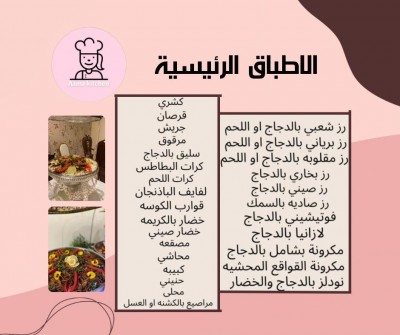 الاطباق الرئيسية
رز شعبي بالدجاج او اللحم
رز برياني بالدجاج او اللحم
رز مقلوبه بالدجاج او اللحم
رز بخاري بالدجاج
رز صيني بالدجاج
رز صاديه بالسمك
فوتيشيني بالدجاج
لازانيا بالدجاج
مكرونة بشامل بالدجاج
مكرونة القواقع المحشيه
نودلز بالدجاج والخضار
كشري
قرصان
جريش
مرقوق
سليق بالدجاج
كرات البطاطس
كرات اللحم
لفايف الباذنجان
قوارب الكوسه
خضار بالكريمه
خضار صيني
مصقعه
محاشي
كبيبه
حنيني
محلى
مراصيع بالكشنه او العسل